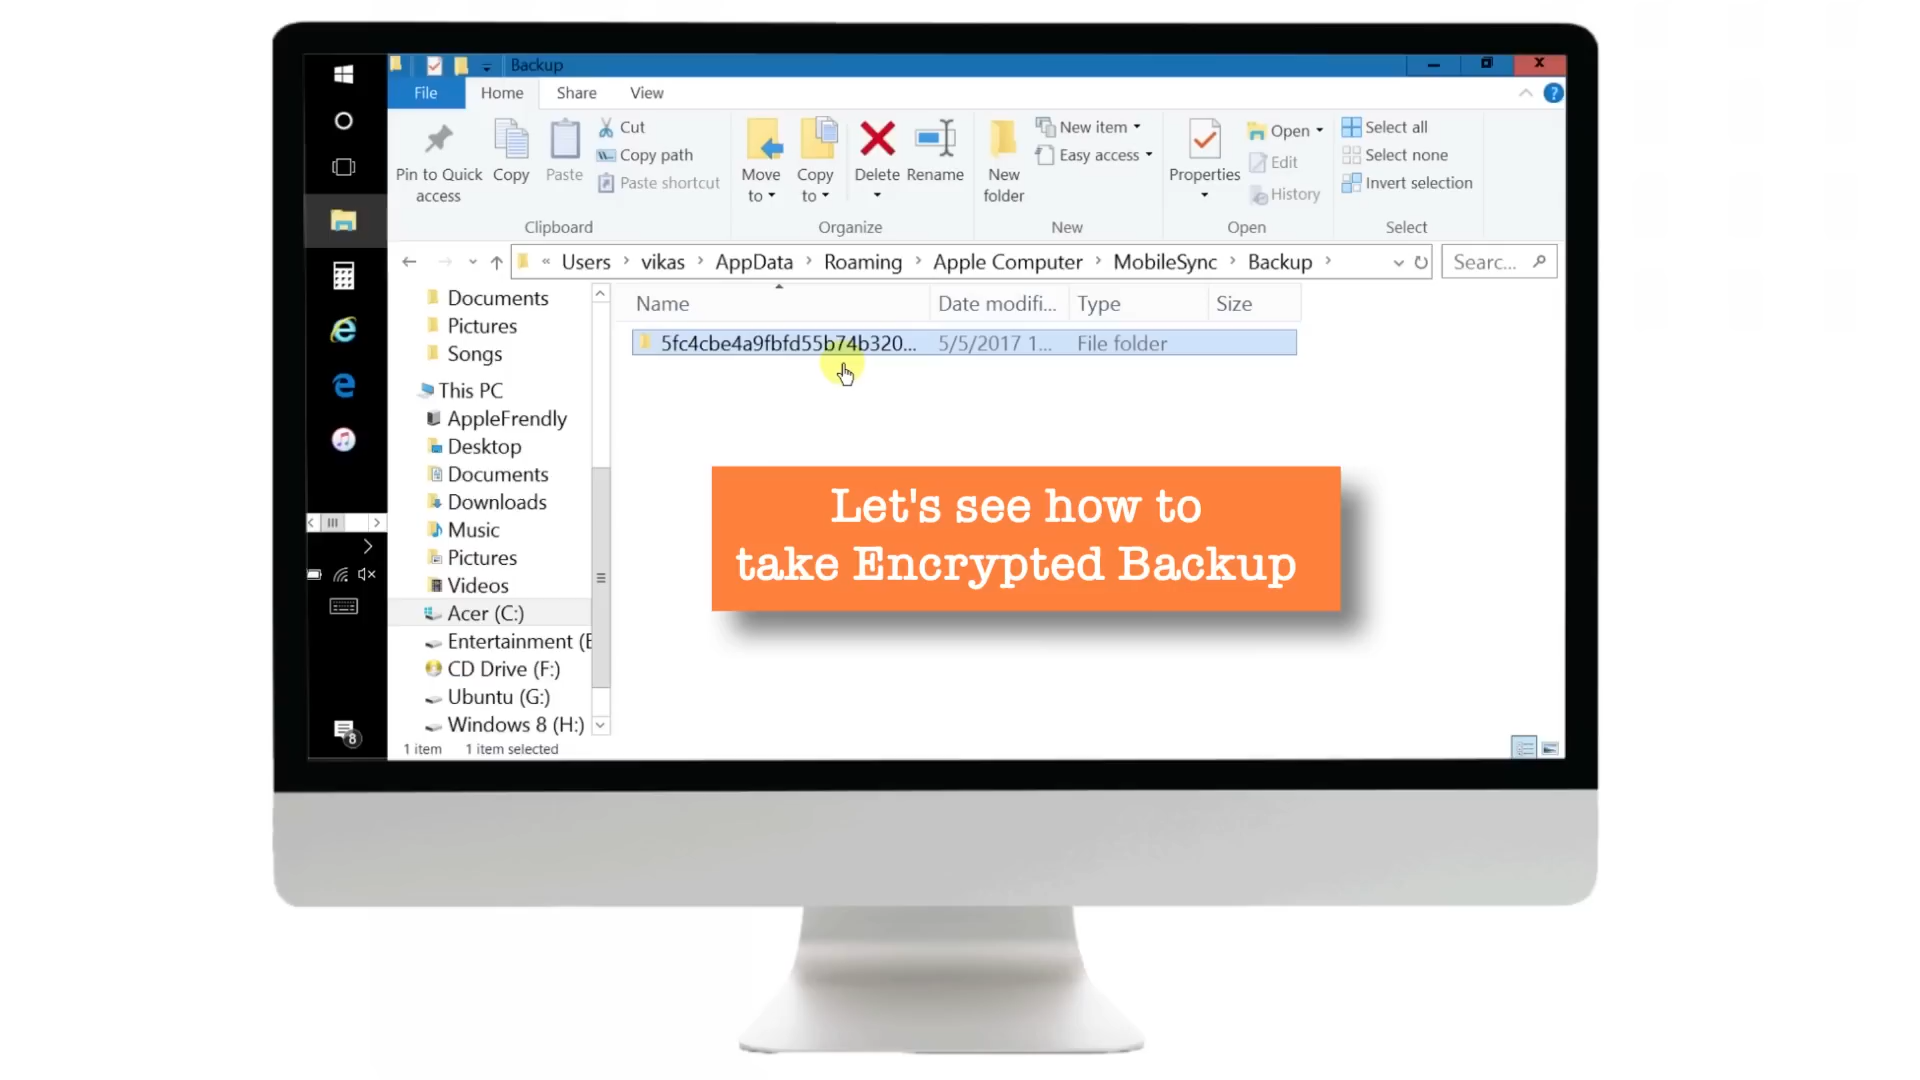 Backup
File Home Share View
Pin to Quick access
Copy
Paste
Cut
Copy path
Paste shortcut
Clipboard
Move to
Copy to
Delete
Rename
Organize
New folder
New item
Easy access
New
Properties
Open
Edit
History
Open
Select all
Select none
Invert selection
Select
« Users › vikas › AppData › Roaming › Apple Computer › MobileSync › Backup ›
Searc...
Documents
Pictures
Songs
This PC
AppleFrendly
Desktop
Documents
Downloads
Music
Pictures
Videos
Acer (C:)
Entertainment (E
CD Drive (F:)
Ubuntu (G:)
Windows 8 (H:)
Name Date modifi... Type Size
5fc4cbe4a9fbfd55b74b320... 5/5/2017 1... File folder
Let's see how to
take Encrypted Backup
1 item 1 item selected
8